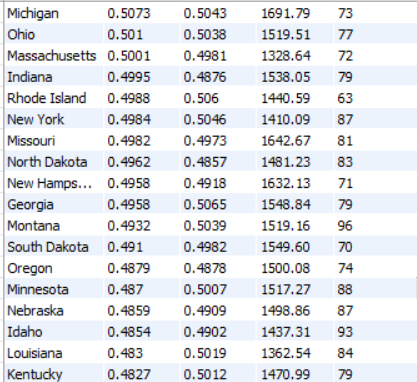 Michigan 0.5073 0.5043 1691.79 73
Ohio 0.501 0.5038 1519.51 77
Massachusetts 0.5001 0.4981 1328.64 72
Indiana 0.4995 0.4876 1538.05 79
Rhode Island 0.4988 0.506 1440.59 63
New York 0.4984 0.5046 1410.09 87
Missouri 0.4982 0.4973 1642.67 81
North Dakota 0.4962 0.4857 1481.23 83
New Hamps... 0.4958 0.4918 1632.13 71
Georgia 0.4958 0.5065 1548.84 79
Montana 0.4932 0.5039 1519.16 96
South Dakota 0.491 0.4982 1549.60 70
Oregon 0.4879 0.4878 1500.08 74
Minnesota 0.487 0.5007 1517.27 88
Nebraska 0.4859 0.4909 1498.86 87
Idaho 0.4854 0.4902 1437.31 93
Louisiana 0.483 0.5019 1362.54 84
Kentucky 0.4827 0.5012 1470.99 79